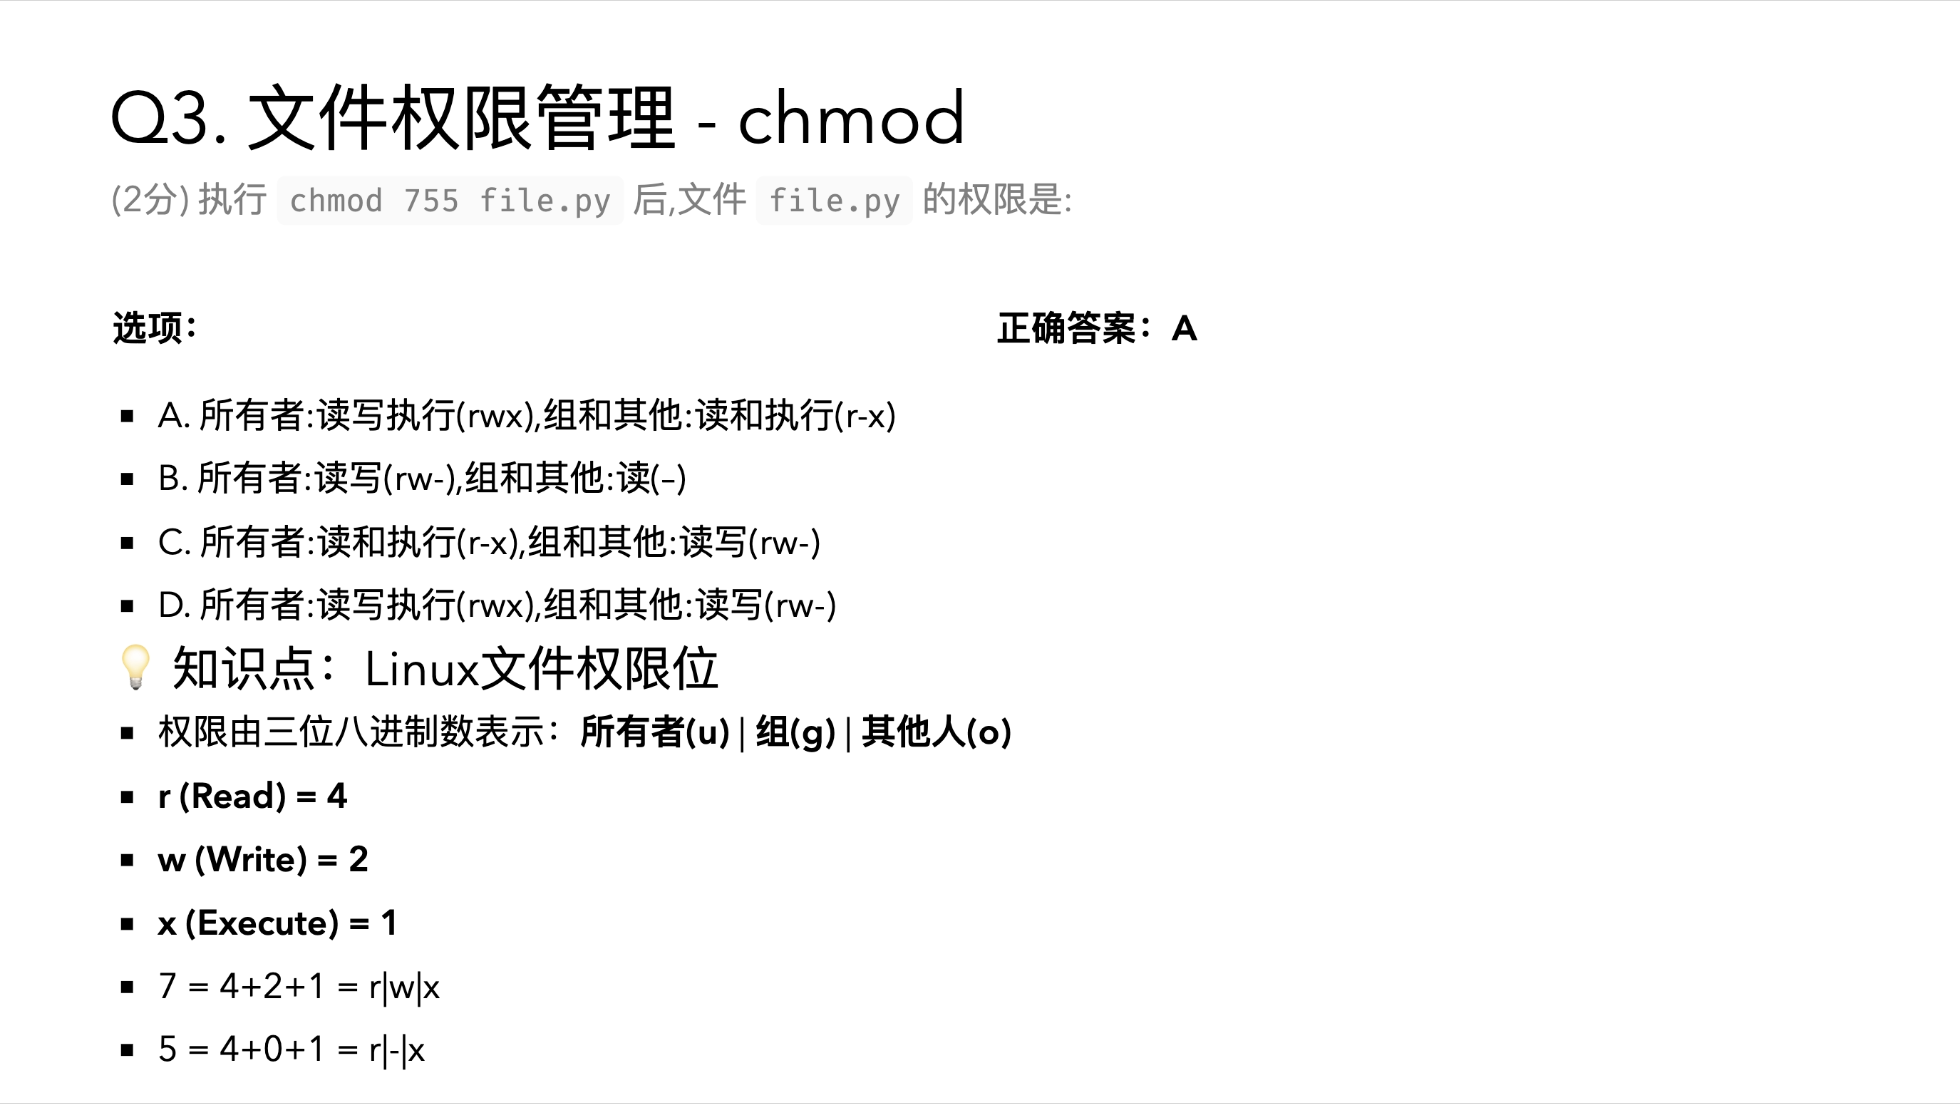 Q3. 文件权限管理 - chmod
(2分) 执行 chmod 755 file.py 后,文件 file.py 的权限是:
选项：
A. 所有者:读写执行(rwx),组和其他:读和执行(r-x)
B. 所有者:读写(rw-),组和其他:读(–)
C. 所有者:读和执行(r-x),组和其他:读写(rw-)
D. 所有者:读写执行(rwx),组和其他:读写(rw-)
正确答案：A
💡 知识点：Linux文件权限位
权限由三位八进制数表示：所有者(u) | 组(g) | 其他人(o)
r (Read) = 4
w (Write) = 2
x (Execute) = 1
7 = 4+2+1 = r|w|x
5 = 4+0+1 = r|-|x